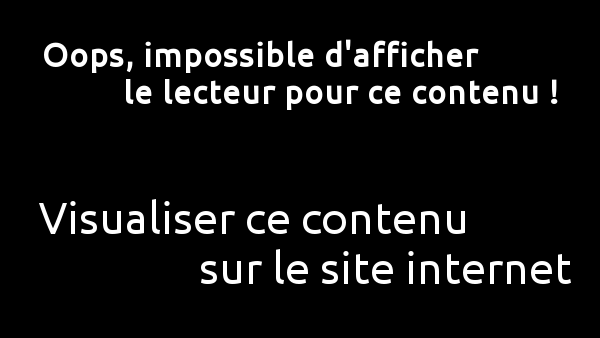 Oops, impossible d'afficher
le lecteur pour ce contenu !
Visualiser ce contenu
sur le site internet